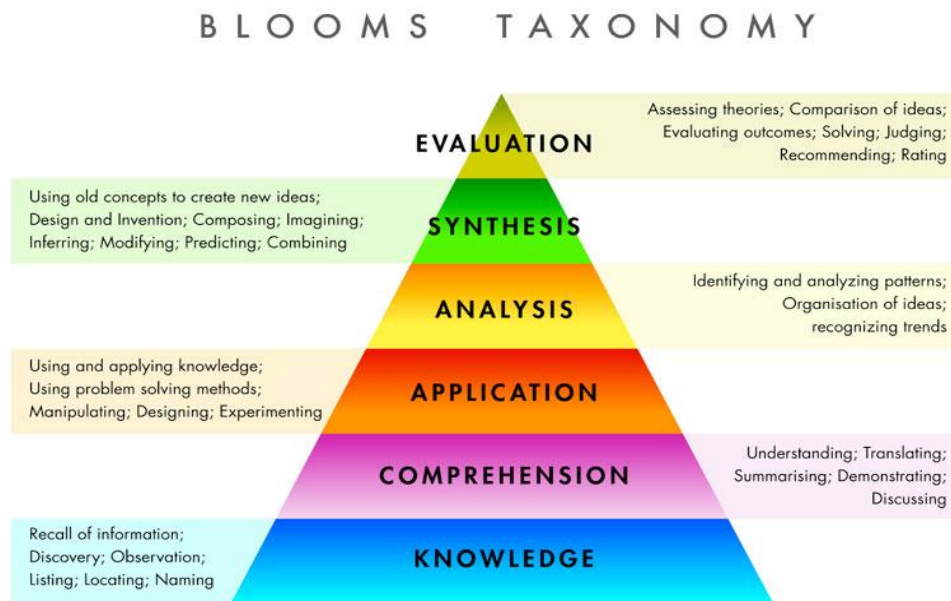 BLOOMS TAXONOMY
EVALUATION
Assessing theories; Comparison of ideas;
Evaluating outcomes; Solving; Judging;
Recommending; Rating
Using old concepts to create new ideas;
Design and Invention; Composing; Imagining;
Inferring; Modifying; Predicting; Combining
SYNTHESIS
ANALYSIS
Identifying and analyzing patterns;
Organisation of ideas;
recognizing trends
Using and applying knowledge;
Using problem solving methods;
Manipulating; Designing; Experimenting
APPLICATION
COMPREHENSION
Understanding; Translating;
Summarising; Demonstrating;
Discussing
Recall of information;
Discovery; Observation;
Listing; Locating; Naming
KNOWLEDGE